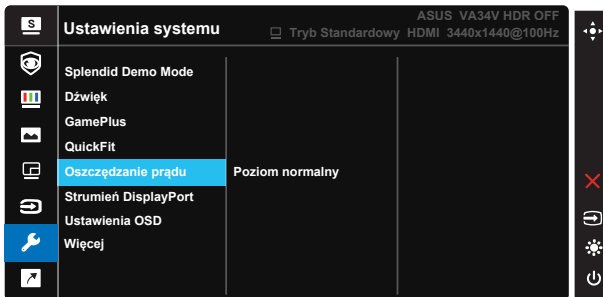 S
Ustawienia systemu
ASUS VA34V HDR OFF
Tryb Standardowy HDMI 3440x1440@100Hz
Splendid Demo Mode
Dźwięk
GamePlus
QuickFit
Oszczędzanie prądu Poziom normalny
Strumień DisplayPort
Ustawienia OSD
Więcej